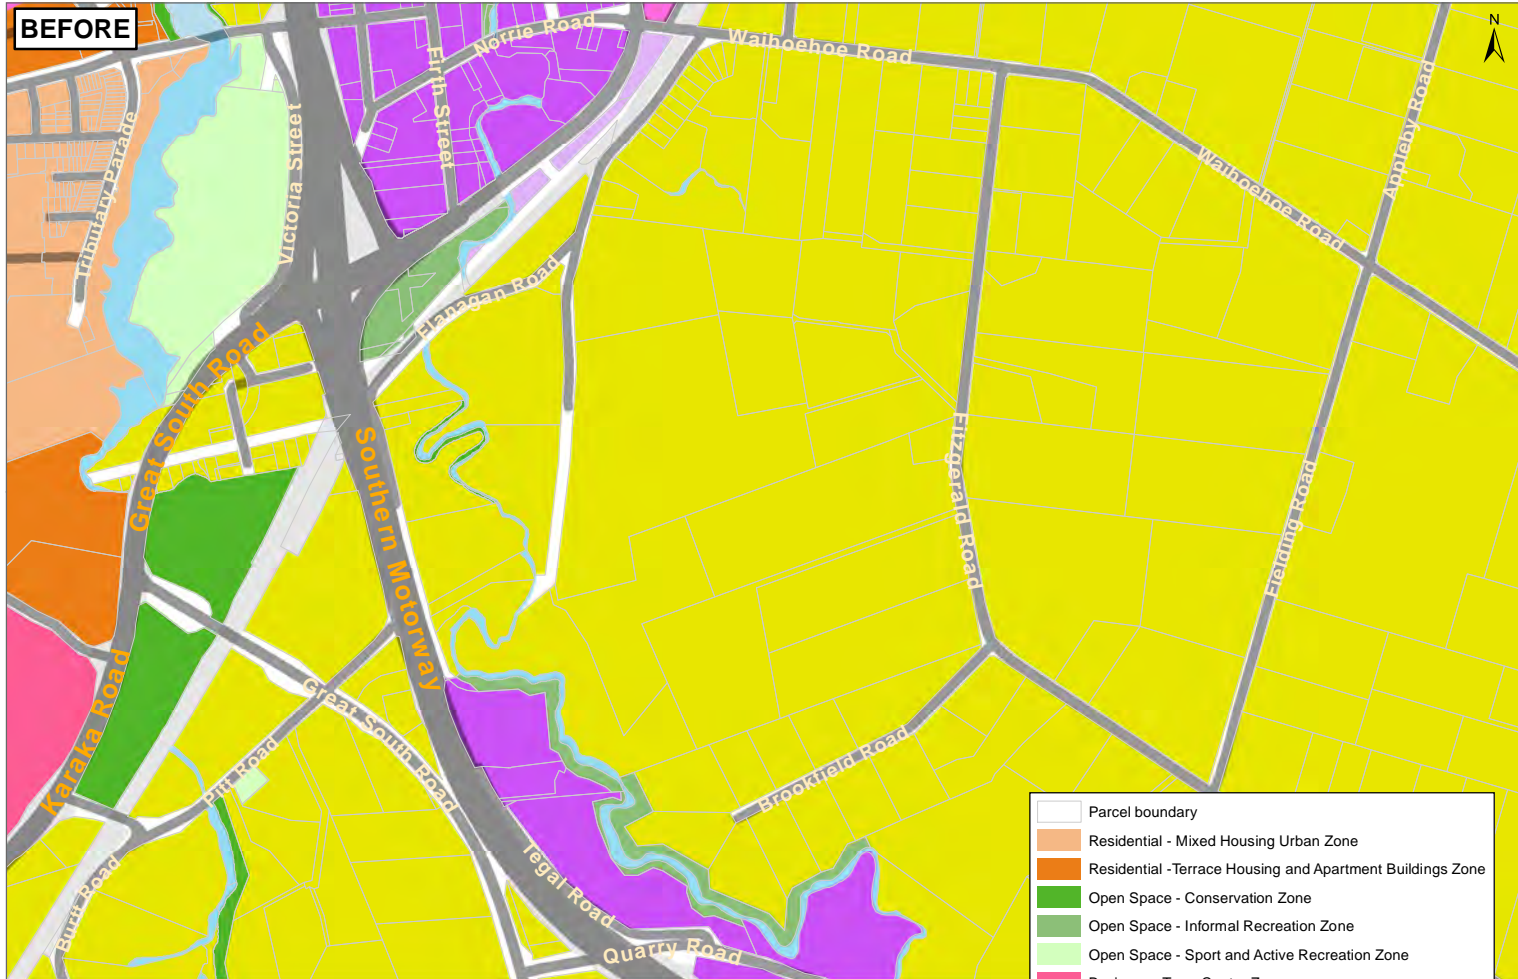 BEFORE
N
Norrie Road
Firth Street
Waihoehoe Road
Appleby Road
Tributary Parade
Victoria Street
Waihoehoe Road
Flanagan Road
Great South Road
Southern Motorway
Fitzgerald Road
Fielding Road
Karaka Road
Great South Road
Pitt Road
Brookfield Road
Burtt Road
Tegal Road
Quarry Road
Parcel boundary
Residential - Mixed Housing Urban Zone
Residential -Terrace Housing and Apartment Buildings Zone
Open Space - Conservation Zone
Open Space - Informal Recreation Zone
Open Space - Sport and Active Recreation Zone